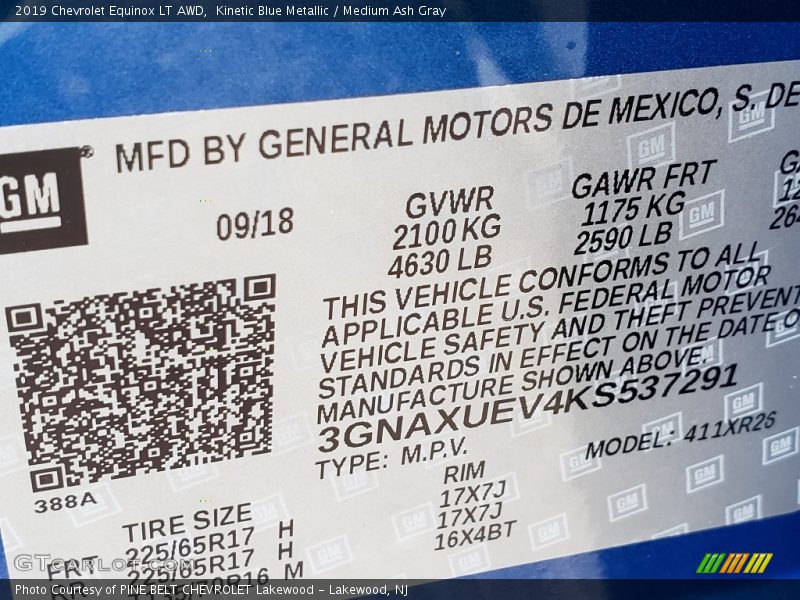 2019 Chevrolet Equinox LT AWD, Kinetic Blue Metallic / Medium Ash Gray
GM®
MFD BY GENERAL MOTORS DE MEXICO, S. DE
09/18
GVWR
2100 KG
4630 LB
GAWR FRT
1175 KG
2590 LB
THIS VEHICLE CONFORMS TO ALL
APPLICABLE U.S. FEDERAL MOTOR
VEHICLE SAFETY AND THEFT PREVENT
STANDARDS IN EFFECT ON THE DATE O
MANUFACTURE SHOWN ABOVE.
3GNAXUEV4KS537291
TYPE: M.P.V.
MODEL: 411XR26
388A
TIRE SIZE
RIM
FRT 225/65R17 H 17X7J
225/65R17 H 17X7J
R16 M 16X4BT
GTcarlot.com
Photo Courtesy of PINE BELT CHEVROLET Lakewood - Lakewood, NJ